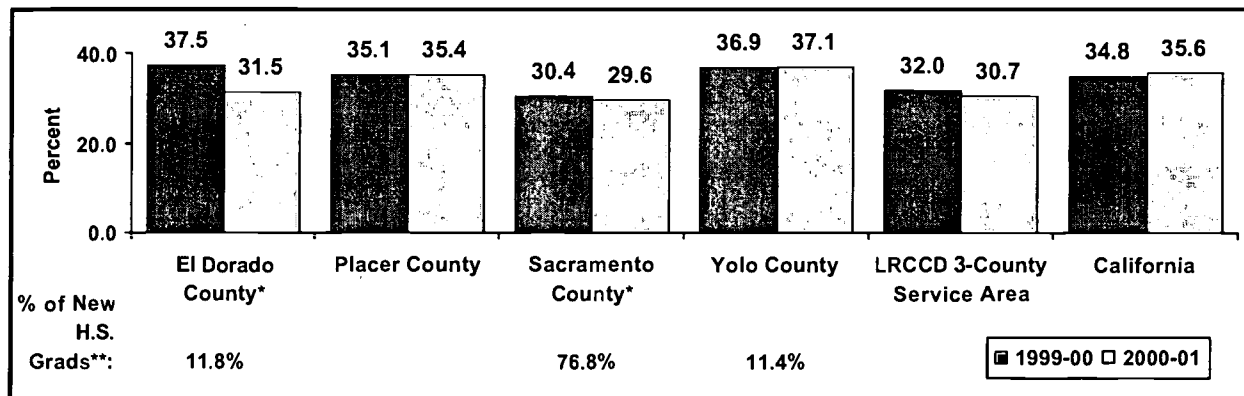 37.5 31.5 35.1 35.4 30.4 29.6 36.9 37.1 32.0 30.7 34.8 35.6
40.0
20.0
0.0
Percent
El Dorado County*
Placer County
Sacramento County*
Yolo County
LRCCD 3-County Service Area
California
% of New
H.S.
Grads**: 11.8% 76.8% 11.4%
1999-00 2000-01